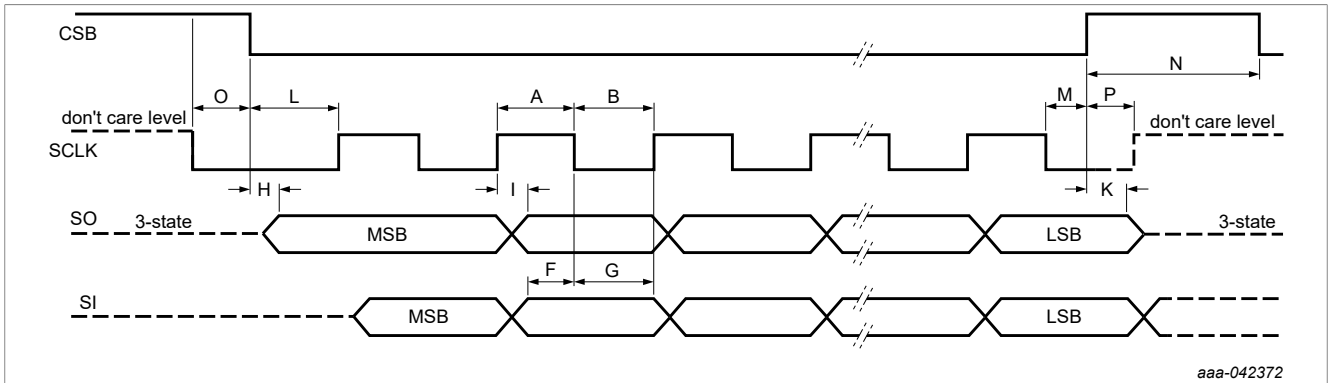 CSB
N
O
L
A
B
M
P
don't care level
don't care level
SCLK
H
I
K
SO
3-state
MSB
LSB
3-state
F
G
SI
MSB
LSB
aaa-042372